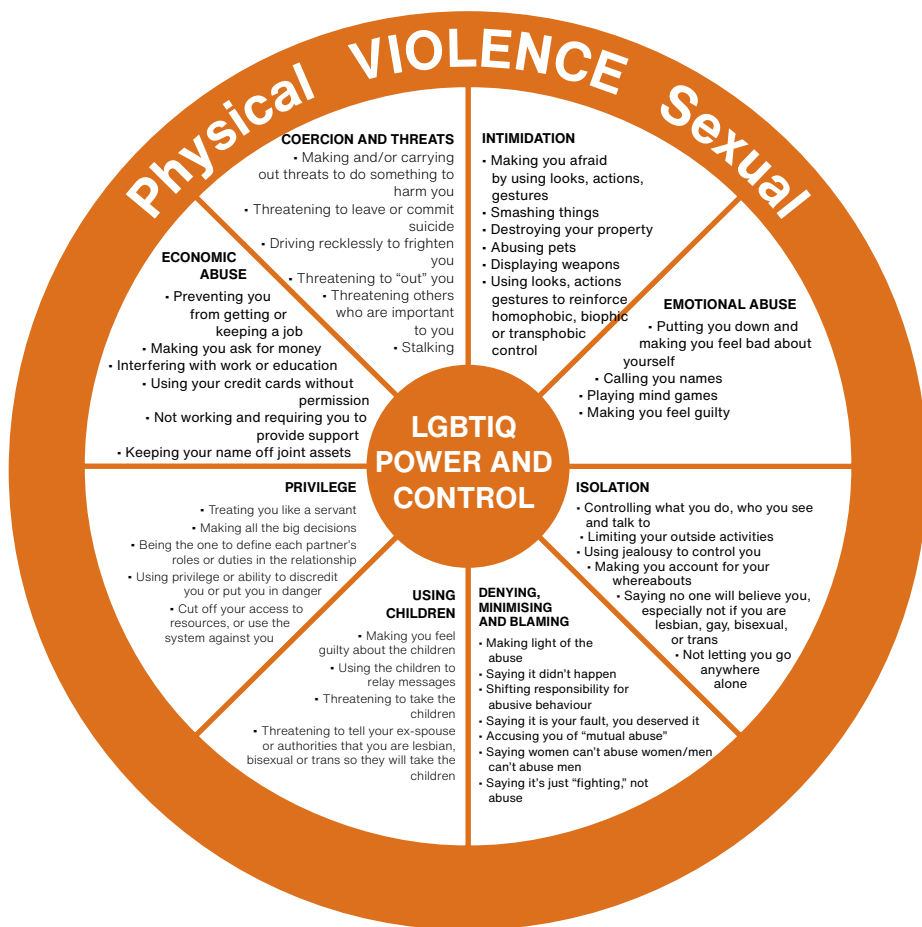 Physical VIOLENCE Sexual
COERCION AND THREATS
▪ Making and/or carrying
out threats to do something to
harm you
▪ Threatening to leave or commit
suicide
▪ Driving recklessly to frighten
you
▪ Threatening to “out” you
▪ Threatening others
who are important
to you
▪ Stalking
INTIMIDATION
▪ Making you afraid
by using looks, actions,
gestures
▪ Smashing things
▪ Destroying your property
▪ Abusing pets
▪ Displaying weapons
▪ Using looks, actions
gestures to reinforce
homophobic, biophic
or transphobic
control
ECONOMIC
ABUSE
▪ Preventing you
from getting or
keeping a job
▪ Making you ask for money
▪ Interfering with work or education
▪ Using your credit cards without
permission
▪ Not working and requiring you to
provide support
▪ Keeping your name off joint assets
EMOTIONAL ABUSE
▪ Putting you down and
making you feel bad about
yourself
▪ Calling you names
▪ Playing mind games
▪ Making you feel guilty
LGBTIQ
POWER AND
CONTROL
PRIVILEGE
▪ Treating you like a servant
▪ Making all the big decisions
▪ Being the one to define each partner’s
roles or duties in the relationship
▪ Using privilege or ability to discredit
you or put you in danger
▪ Cut off your access to
resources, or use the
system against you
ISOLATION
▪ Controlling what you do, who you see
and talk to
▪ Limiting your outside activities
▪ Using jealousy to control you
▪ Making you account for your
whereabouts
▪ Saying no one will believe you,
especially not if you are
lesbian, gay, bisexual,
or trans
▪ Not letting you go
anywhere
alone
USING
CHILDREN
▪ Making you feel
guilty about the children
▪ Using the children to
relay messages
▪ Threatening to take the
children
▪ Threatening to tell your ex-spouse
or authorities that you are lesbian,
bisexual or trans so they will take the
children
DENYING,
MINIMISING
AND BLAMING
▪ Making light of the
abuse
▪ Saying it didn’t happen
▪ Shifting responsibility for
abusive behaviour
▪ Saying it is your fault, you deserved it
▪ Accusing you of “mutual abuse”
▪ Saying women can’t abuse women/men
can’t abuse men
▪ Saying it’s just “fighting,” not
abuse